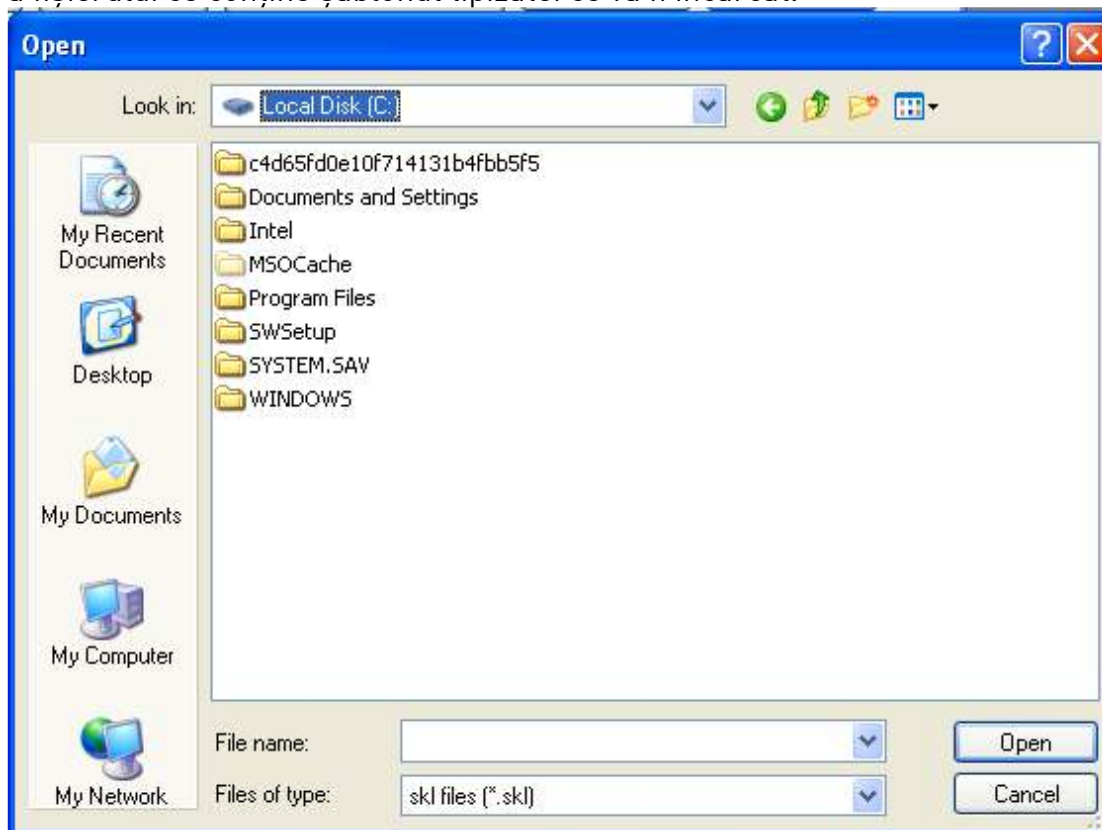 Open
Look in:
Local Disk (C:)
c4d65fd0e10f714131b4fbb5f5
Documents and Settings
Intel
MSOCache
Program Files
SWSetup
SYSTEM.SAV
WINDOWS
My Recent
Documents
Desktop
My Documents
My Computer
My Network
File name:
Open
Files of type:
skl files (*.skl)
Cancel